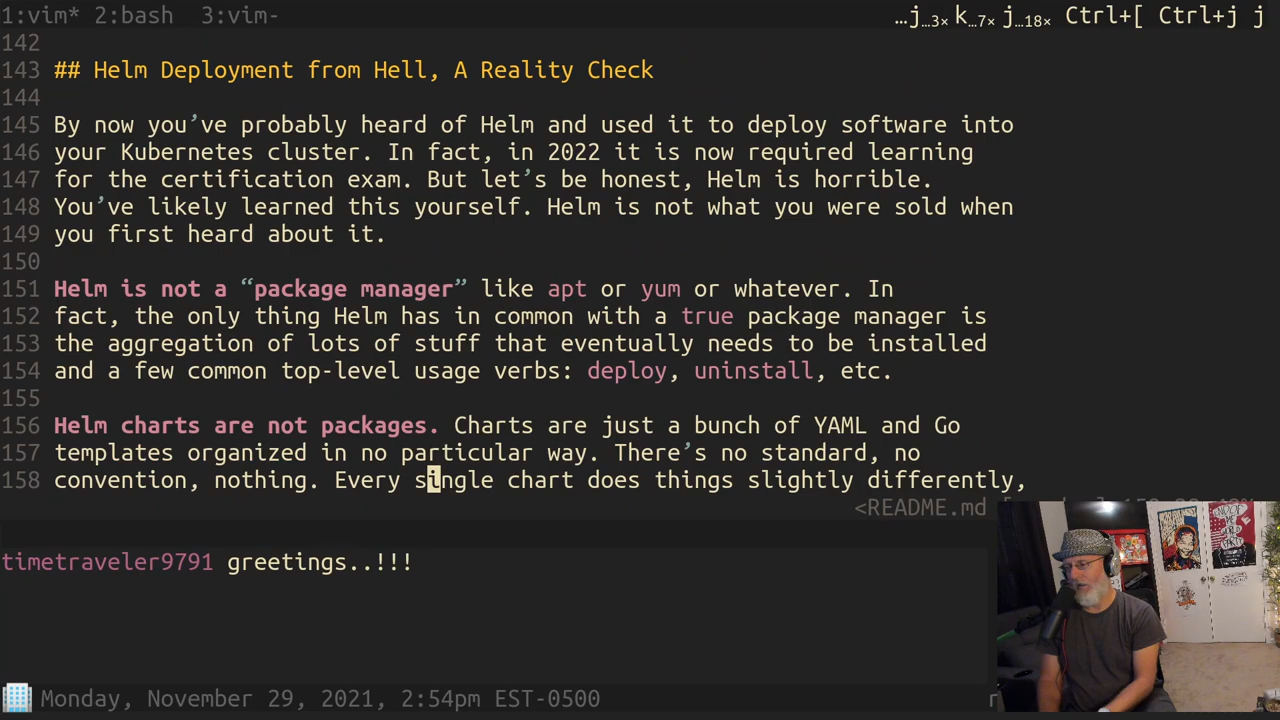 1:vim* 2:bash 3:vim-
…j…3× k…7× j…18× Ctrl+[ Ctrl+j j
142
143 ## Helm Deployment from Hell, A Reality Check
144
145 By now you’ve probably heard of Helm and used it to deploy software into
146 your Kubernetes cluster. In fact, in 2022 it is now required learning
147 for the certification exam. But let’s be honest, Helm is horrible.
148 You’ve likely learned this yourself. Helm is not what you were sold when
149 you first heard about it.
150
151 Helm is not a “package manager” like apt or yum or whatever. In
152 fact, the only thing Helm has in common with a true package manager is
153 the aggregation of lots of stuff that eventually needs to be installed
154 and a few common top-level usage verbs: deploy, uninstall, etc.
155
156 Helm charts are not packages. Charts are just a bunch of YAML and Go
157 templates organized in no particular way. There’s no standard, no
158 convention, nothing. Every single chart does things slightly differently,
<README.md
timetraveler9791 greetings..!!!
Monday, November 29, 2021, 2:54pm EST-0500